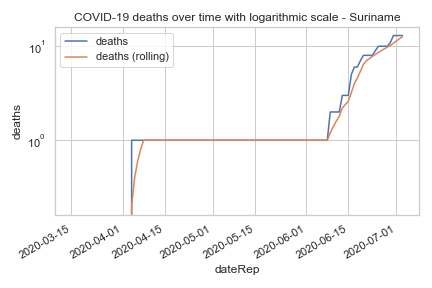 COVID-19 deaths over time with logarithmic scale - Suriname
deaths
deaths (rolling)
10¹
10⁰
deaths
2020-03-15
2020-04-01
2020-04-15
2020-05-01
2020-05-15
2020-06-01
2020-06-15
2020-07-01
dateRep